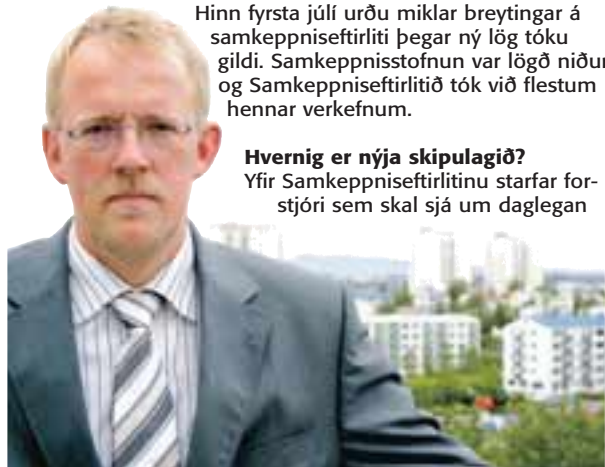 Hinn fyrsta júlí urðu miklar breytingar á
samkeppniseftirliti þegar ný lög tóku
gildi. Samkeppnisstofnun var lögð niður
og Samkeppniseftirlitið tók við flestum
hennar verkefnum.
Hvernig er nýja skipulagið?
Yfir Samkeppniseftirlitinu starfar for-
stjóri sem skal sjá um daglegan